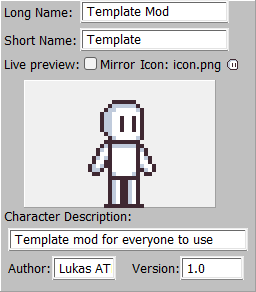 Long Name: Template Mod
Short Name: Template
Live preview: Mirror Icon: icon.png
Character Description:
Template mod for everyone to use
Author: Lukas AT Version: 1.0